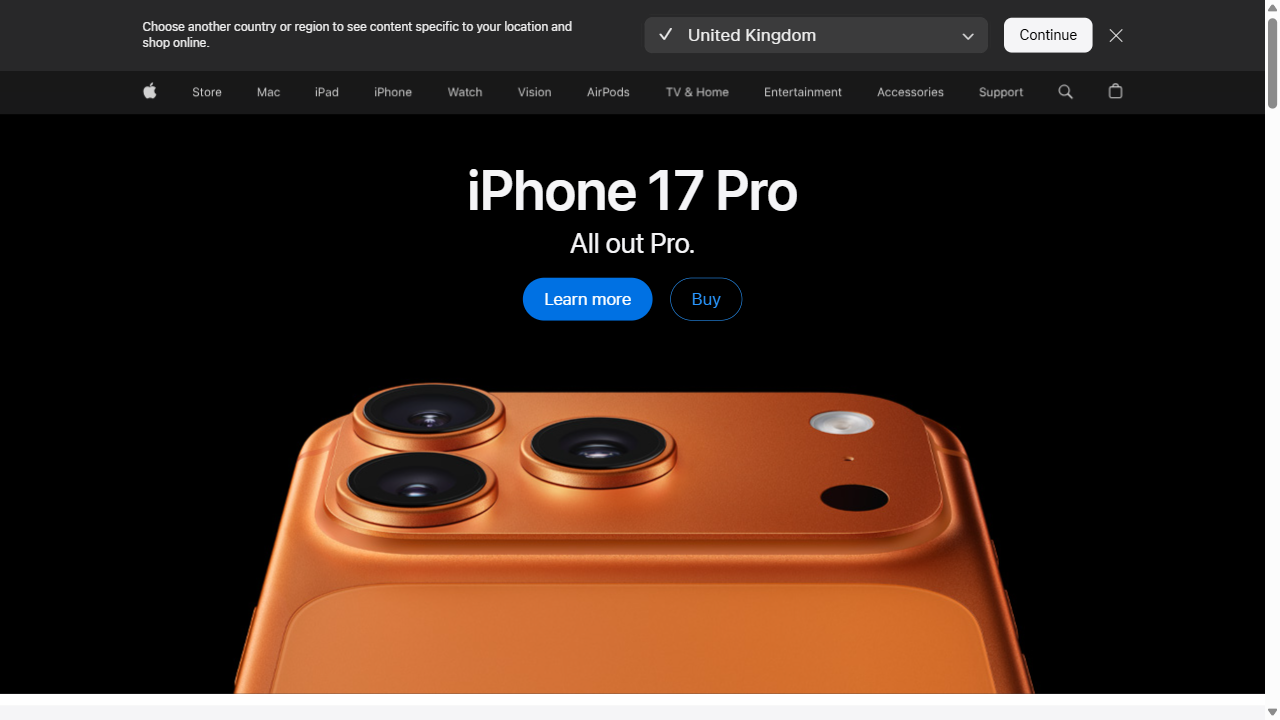 Choose another country or region to see content specific to your location and
shop online.
United Kingdom
Continue
Store
Mac
iPad
iPhone
Watch
Vision
AirPods
TV & Home
Entertainment
Accessories
Support
iPhone 17 Pro
All out Pro.
Learn more
Buy